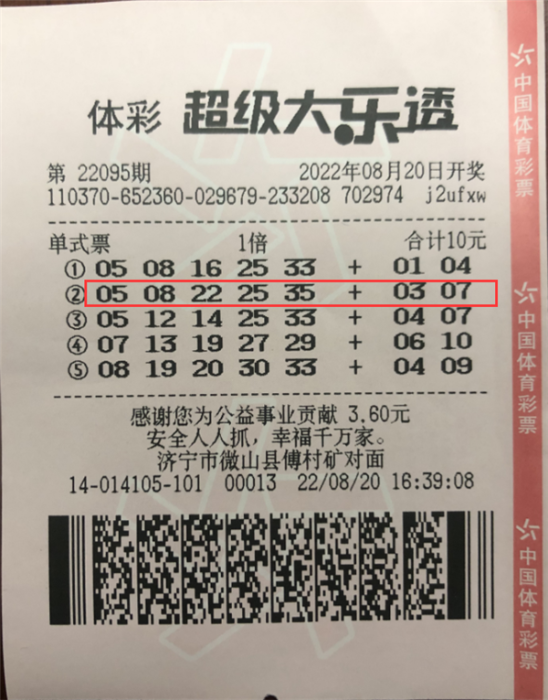 体彩 超级大乐透
第 22095期 2022年08月20日开奖
110370-652360-029679-233208 702974 j2ufxw
单式票 1倍 合计10元
① 05 08 16 25 33 + 01 04
② 05 08 22 25 35 + 03 07
③ 05 12 14 25 33 + 04 07
④ 07 13 19 27 29 + 06 10
⑤ 08 19 20 30 33 + 04 09
感谢您为公益事业贡献 3.60元
安全人人抓，幸福千万家。
济宁市微山县傅村矿对面
14-014105-101 00013 22/08/20 16:39:08
中国体育彩票
中国体育彩票
中国体育彩票